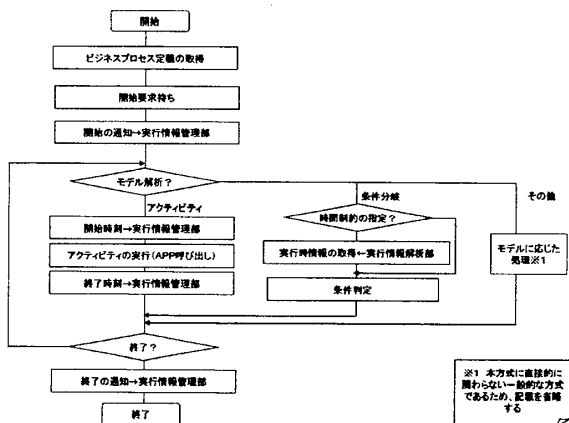 開始
ビジネスプロセス定義の取得
開始要求待ち
開始の通知→実行情報管理部
モデル解析?
アクティビティ
条件分岐
その他
開始時刻→実行情報管理部
時間制約の指定?
アクティビティの実行(APP呼び出し)
実行時情報の取得←実行情報解析部
モデルに応じた
処理※1
終了時刻→実行情報管理部
条件判定
終了?
終了の通知→実行情報管理部
終了
※1 本方式に直接的に
関わらない一般的な方式
であるため、記載を省略
する